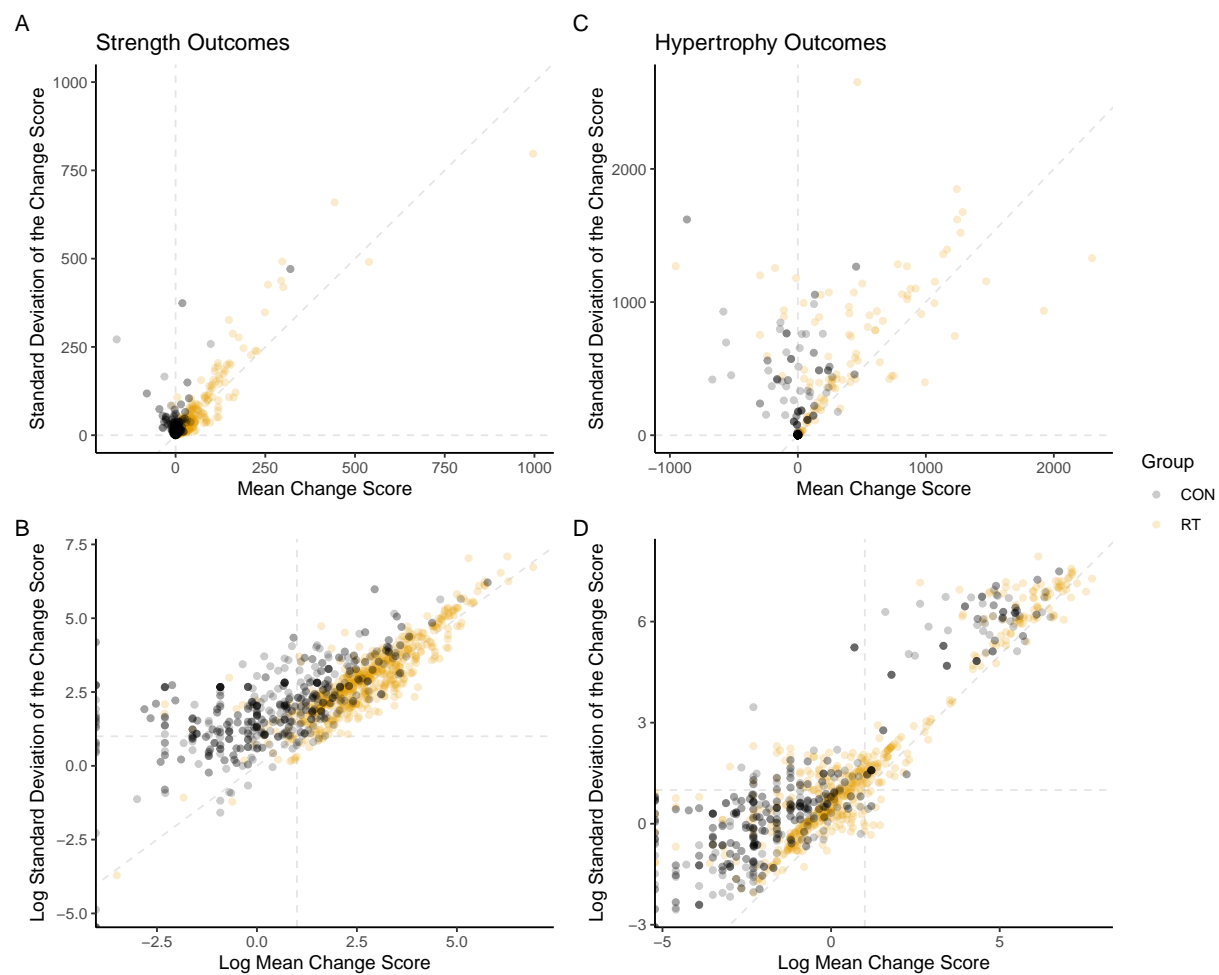 A
Strength Outcomes
1000
750
500
250
0
Standard Deviation of the Change Score
0
250
500
750
1000
Mean Change Score
C
Hypertrophy Outcomes
2000
1000
0
Standard Deviation of the Change Score
−1000
0
1000
2000
Mean Change Score
Group
CON
RT
B
7.5
5.0
2.5
0.0
−2.5
−5.0
Log Standard Deviation of the Change Score
−2.5
0.0
2.5
5.0
Log Mean Change Score
D
6
3
0
−3
Log Standard Deviation of the Change Score
−5
0
5
Log Mean Change Score